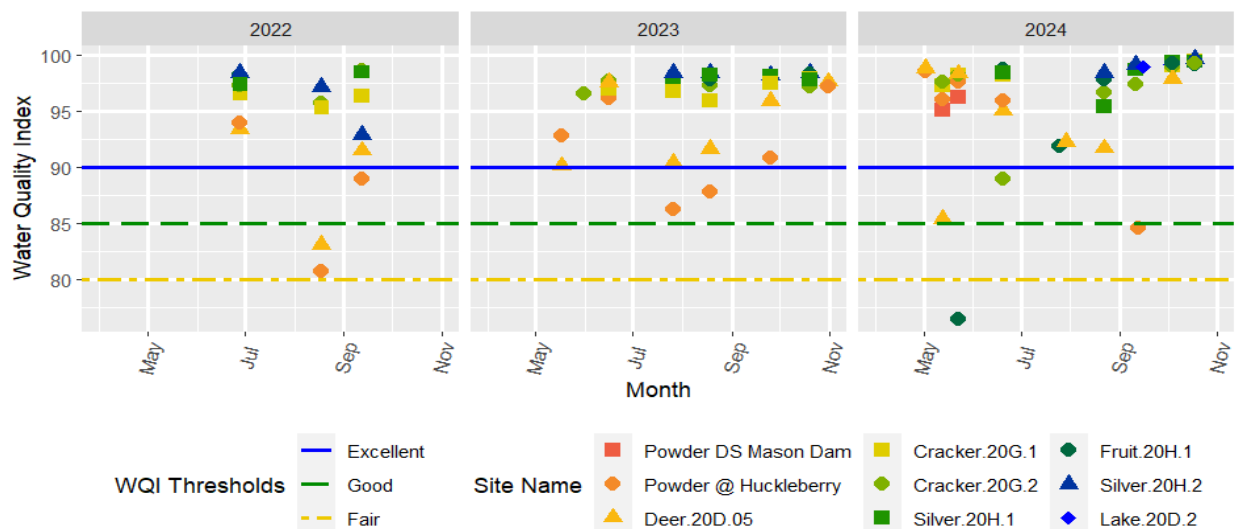 2022 2023 2024
100
95
90
85
80
Water Quality Index
May Jul Sep Nov May Jul Sep Nov May Jul Sep Nov
Month
WQI Thresholds
Excellent
Good
Fair
Site Name
Powder DS Mason Dam
Powder @ Huckleberry
Deer.20D.05
Cracker.20G.1
Cracker.20G.2
Silver.20H.1
Fruit.20H.1
Silver.20H.2
Lake.20D.2